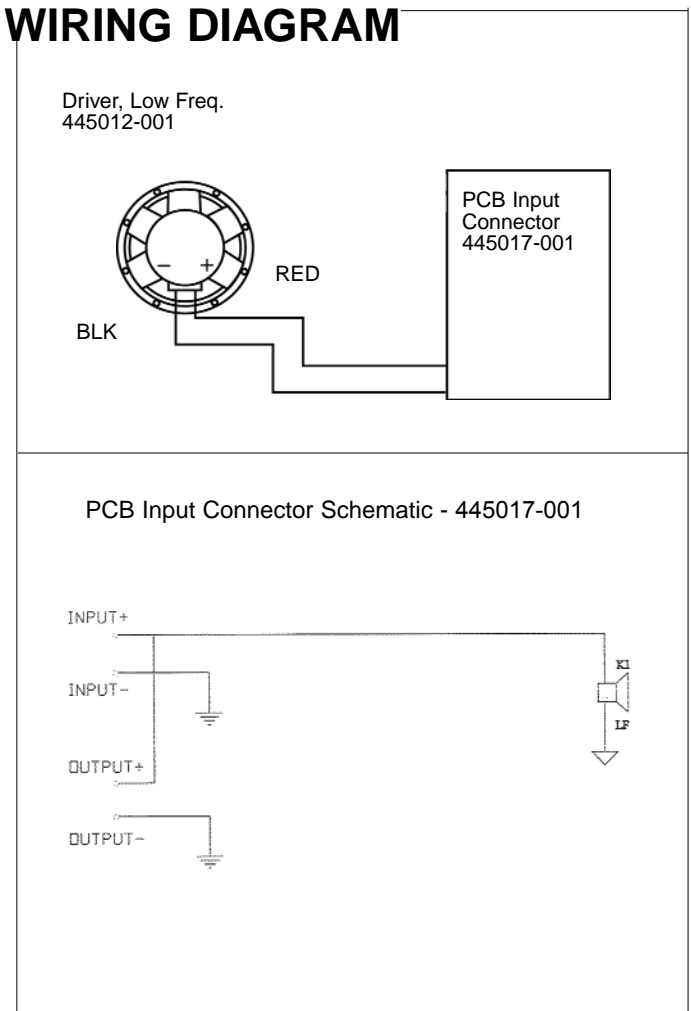 WIRING DIAGRAM
Driver, Low Freq.
445012-001
PCB Input
Connector
445017-001
− +
RED
BLK
PCB Input Connector Schematic - 445017-001
INPUT+
K1
INPUT-
LF
OUTPUT+
OUTPUT-